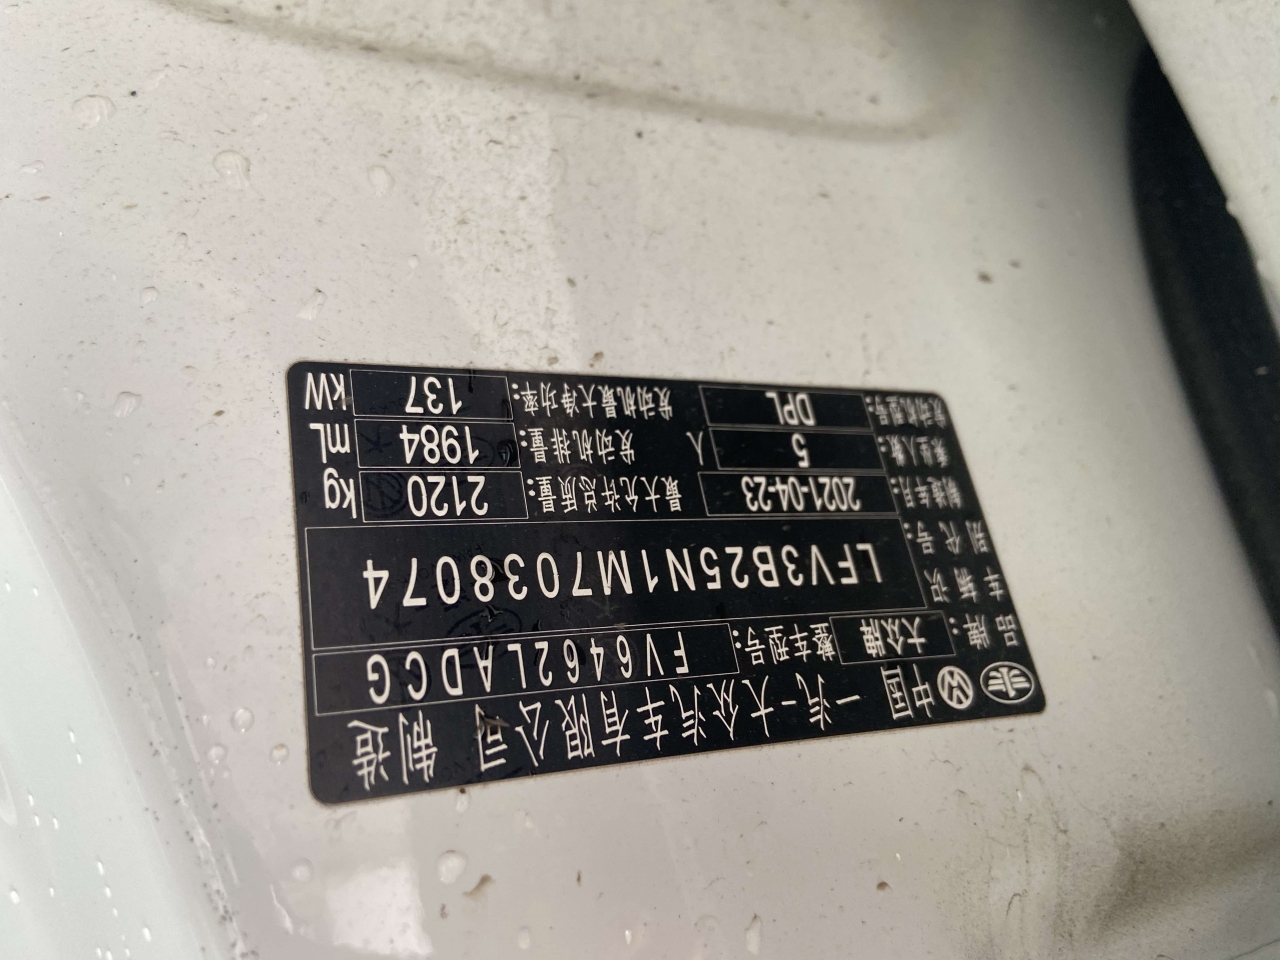 中国 一汽-大众汽车有限公司 制造
品牌: 大众牌 整车型号: FV6462LADCG
车辆识别代号: LFV3B25N1M7038074
制造年月 2021-04-23 最大允许总质量: 2120 kg
乘坐人数: 5 人 发动机排量: 1984 mL
发动机型号: DPL 发动机最大净功率: 137 kW